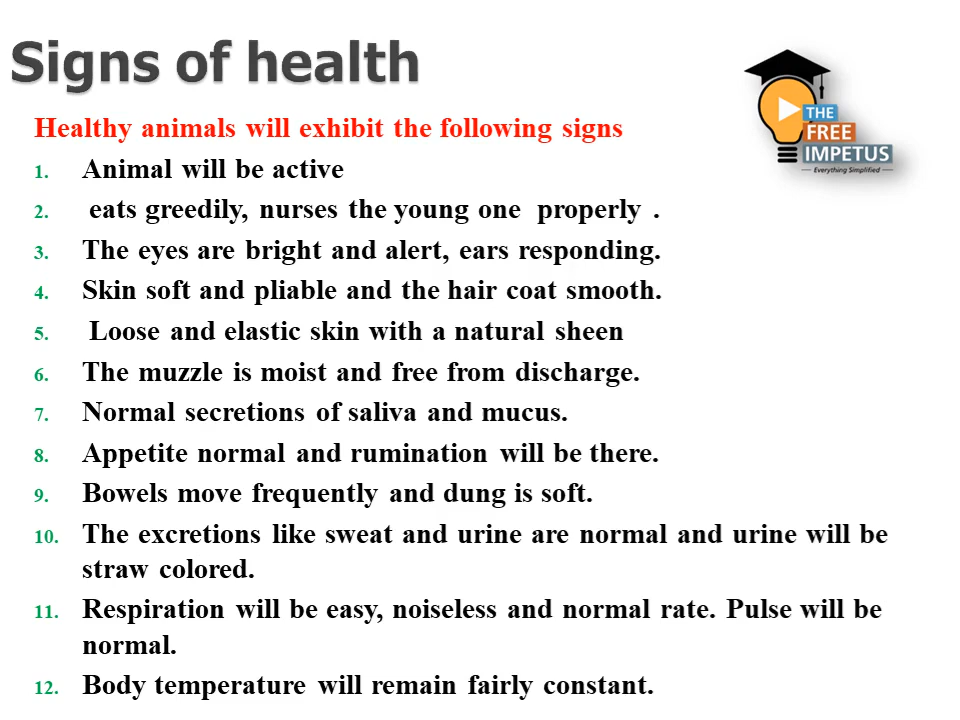 Signs of health
THE
FREE
IMPETUS
Everything Simplified
Healthy animals will exhibit the following signs
1. Animal will be active
2. eats greedily, nurses the young one properly .
3. The eyes are bright and alert, ears responding.
4. Skin soft and pliable and the hair coat smooth.
5. Loose and elastic skin with a natural sheen
6. The muzzle is moist and free from discharge.
7. Normal secretions of saliva and mucus.
8. Appetite normal and rumination will be there.
9. Bowels move frequently and dung is soft.
10. The excretions like sweat and urine are normal and urine will be
straw colored.
11. Respiration will be easy, noiseless and normal rate. Pulse will be
normal.
12. Body temperature will remain fairly constant.